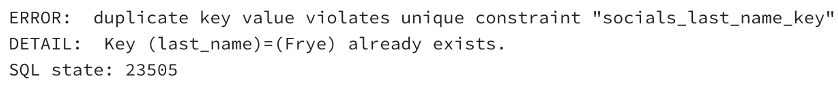 ERROR:  duplicate key value violates unique constraint "socials_last_name_key"
DETAIL:  Key (last_name)=(Frye) already exists.
SQL state: 23505